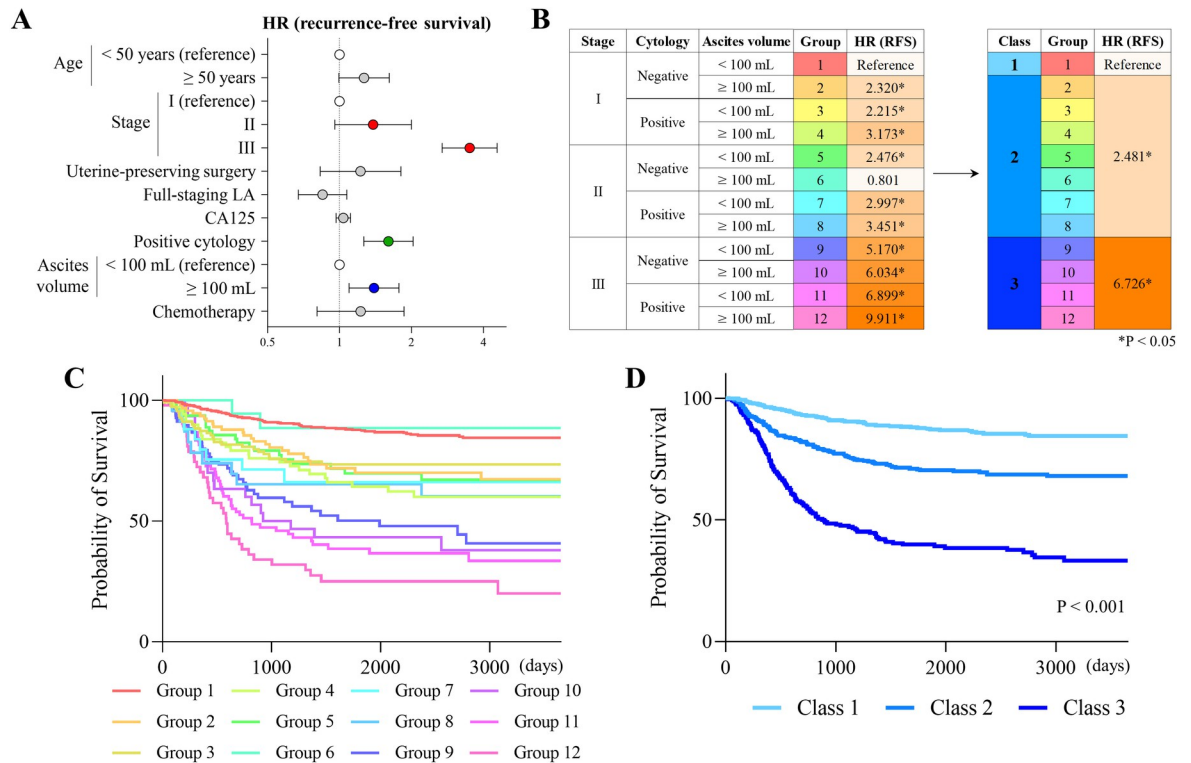 A
HR (recurrence-free survival)
Age
< 50 years (reference)
≥ 50 years
Stage
I (reference)
II
III
Uterine-preserving surgery
Full-staging LA
CA125
Positive cytology
Ascites
volume
< 100 mL (reference)
≥ 100 mL
Chemotherapy
0.5 1 2 4
B
Stage Cytology Ascites volume Group HR (RFS)
I Negative < 100 mL 1 Reference
≥ 100 mL 2 2.320*
Positive < 100 mL 3 2.215*
≥ 100 mL 4 3.173*
II Negative < 100 mL 5 2.476*
≥ 100 mL 6 0.801
Positive < 100 mL 7 2.997*
≥ 100 mL 8 3.451*
III Negative < 100 mL 9 5.170*
≥ 100 mL 10 6.034*
Positive < 100 mL 11 6.899*
≥ 100 mL 12 9.911*
Class Group HR (RFS)
1 1 Reference
2 2 2.481*
3
4
5
6
7
8
3 9 6.726*
10
11
12
*P < 0.05
C
Probability of Survival
100
50
0
0 1000 2000 3000 (days)
Group 1 Group 4 Group 7 Group 10
Group 2 Group 5 Group 8 Group 11
Group 3 Group 6 Group 9 Group 12
D
Probability of Survival
100
50
0
P < 0.001
0 1000 2000 3000 (days)
Class 1 Class 2 Class 3